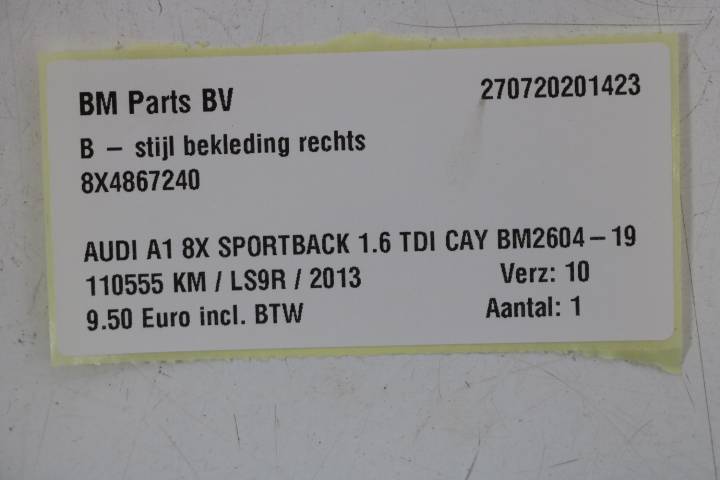 BM Parts BV 270720201423
B – stijl bekleding rechts
8X4867240
AUDI A1 8X SPORTBACK 1.6 TDI CAY BM2604–19
110555 KM / LS9R / 2013 Verz: 10
9.50 Euro incl. BTW Aantal: 1